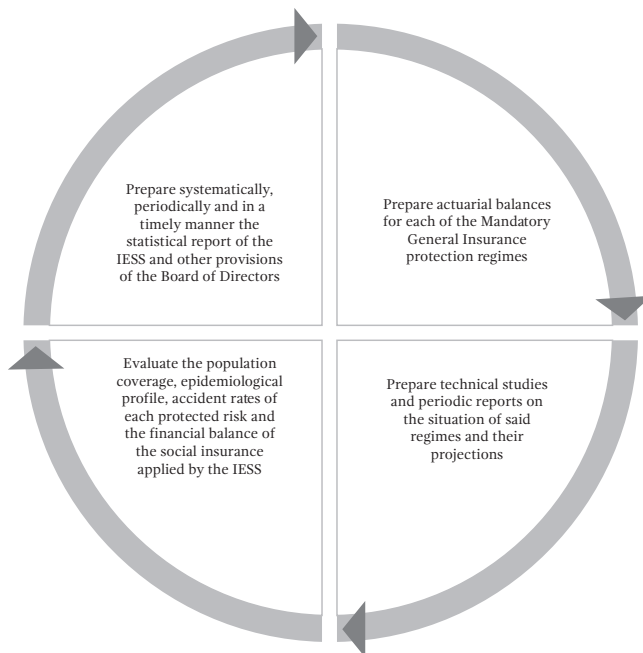 Prepare systematically,
periodically and in a
timely manner the
statistical report of the
IESS and other provisions
of the Board of Directors
Prepare actuarial balances
for each of the Mandatory
General Insurance
protection regimes
Evaluate the population
coverage, epidemiological
profile, accident rates of
each protected risk and
the financial balance of
the social insurance
applied by the IESS
Prepare technical studies
and periodic reports on
the situation of said
regimes and their
projections